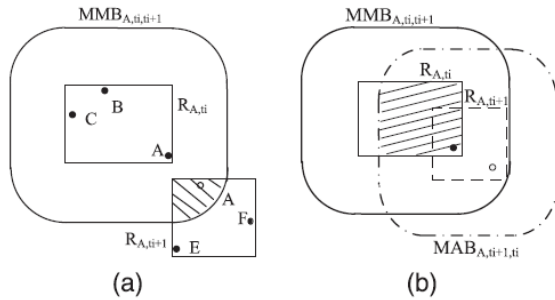 MMB_{A,ti,ti+1}
R_{A,ti}
B
C
A
A
F
R_{A,ti+1}
E
(a)
MMB_{A,ti,ti+1}
R_{A,ti}
R_{A,ti+1}
MAB_{A,ti+1,ti}
(b)